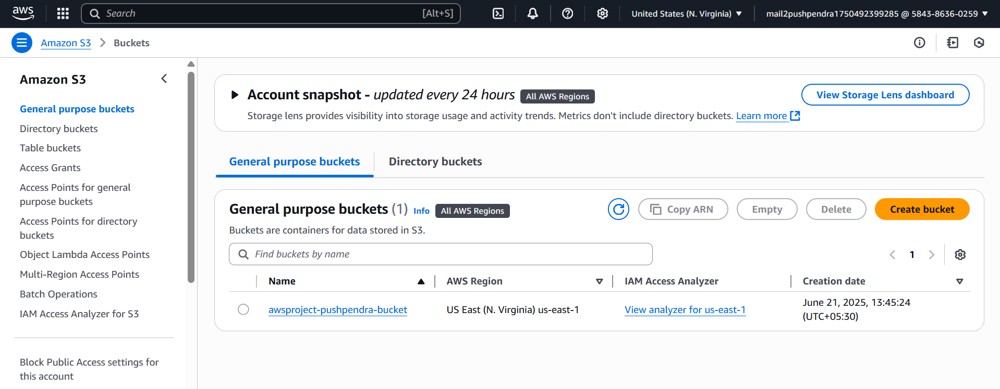 aws
Search [Alt+S]
United States (N. Virginia)
mail2pushpendra1750492399285 @ 5843-8636-0259
Amazon S3 > Buckets
Amazon S3
General purpose buckets
Directory buckets
Table buckets
Access Grants
Access Points for general
purpose buckets
Access Points for directory
buckets
Object Lambda Access Points
Multi-Region Access Points
Batch Operations
IAM Access Analyzer for S3
Block Public Access settings for
this account
Account snapshot - updated every 24 hours All AWS Regions
View Storage Lens dashboard
Storage lens provides visibility into storage usage and activity trends. Metrics don't include directory buckets. Learn more
General purpose buckets Directory buckets
General purpose buckets (1) Info All AWS Regions
Copy ARN Empty Delete Create bucket
Buckets are containers for data stored in S3.
Find buckets by name
1
Name AWS Region IAM Access Analyzer Creation date
awsproject-pushpendra-bucket US East (N. Virginia) us-east-1 View analyzer for us-east-1 June 21, 2025, 13:45:24
(UTC+05:30)